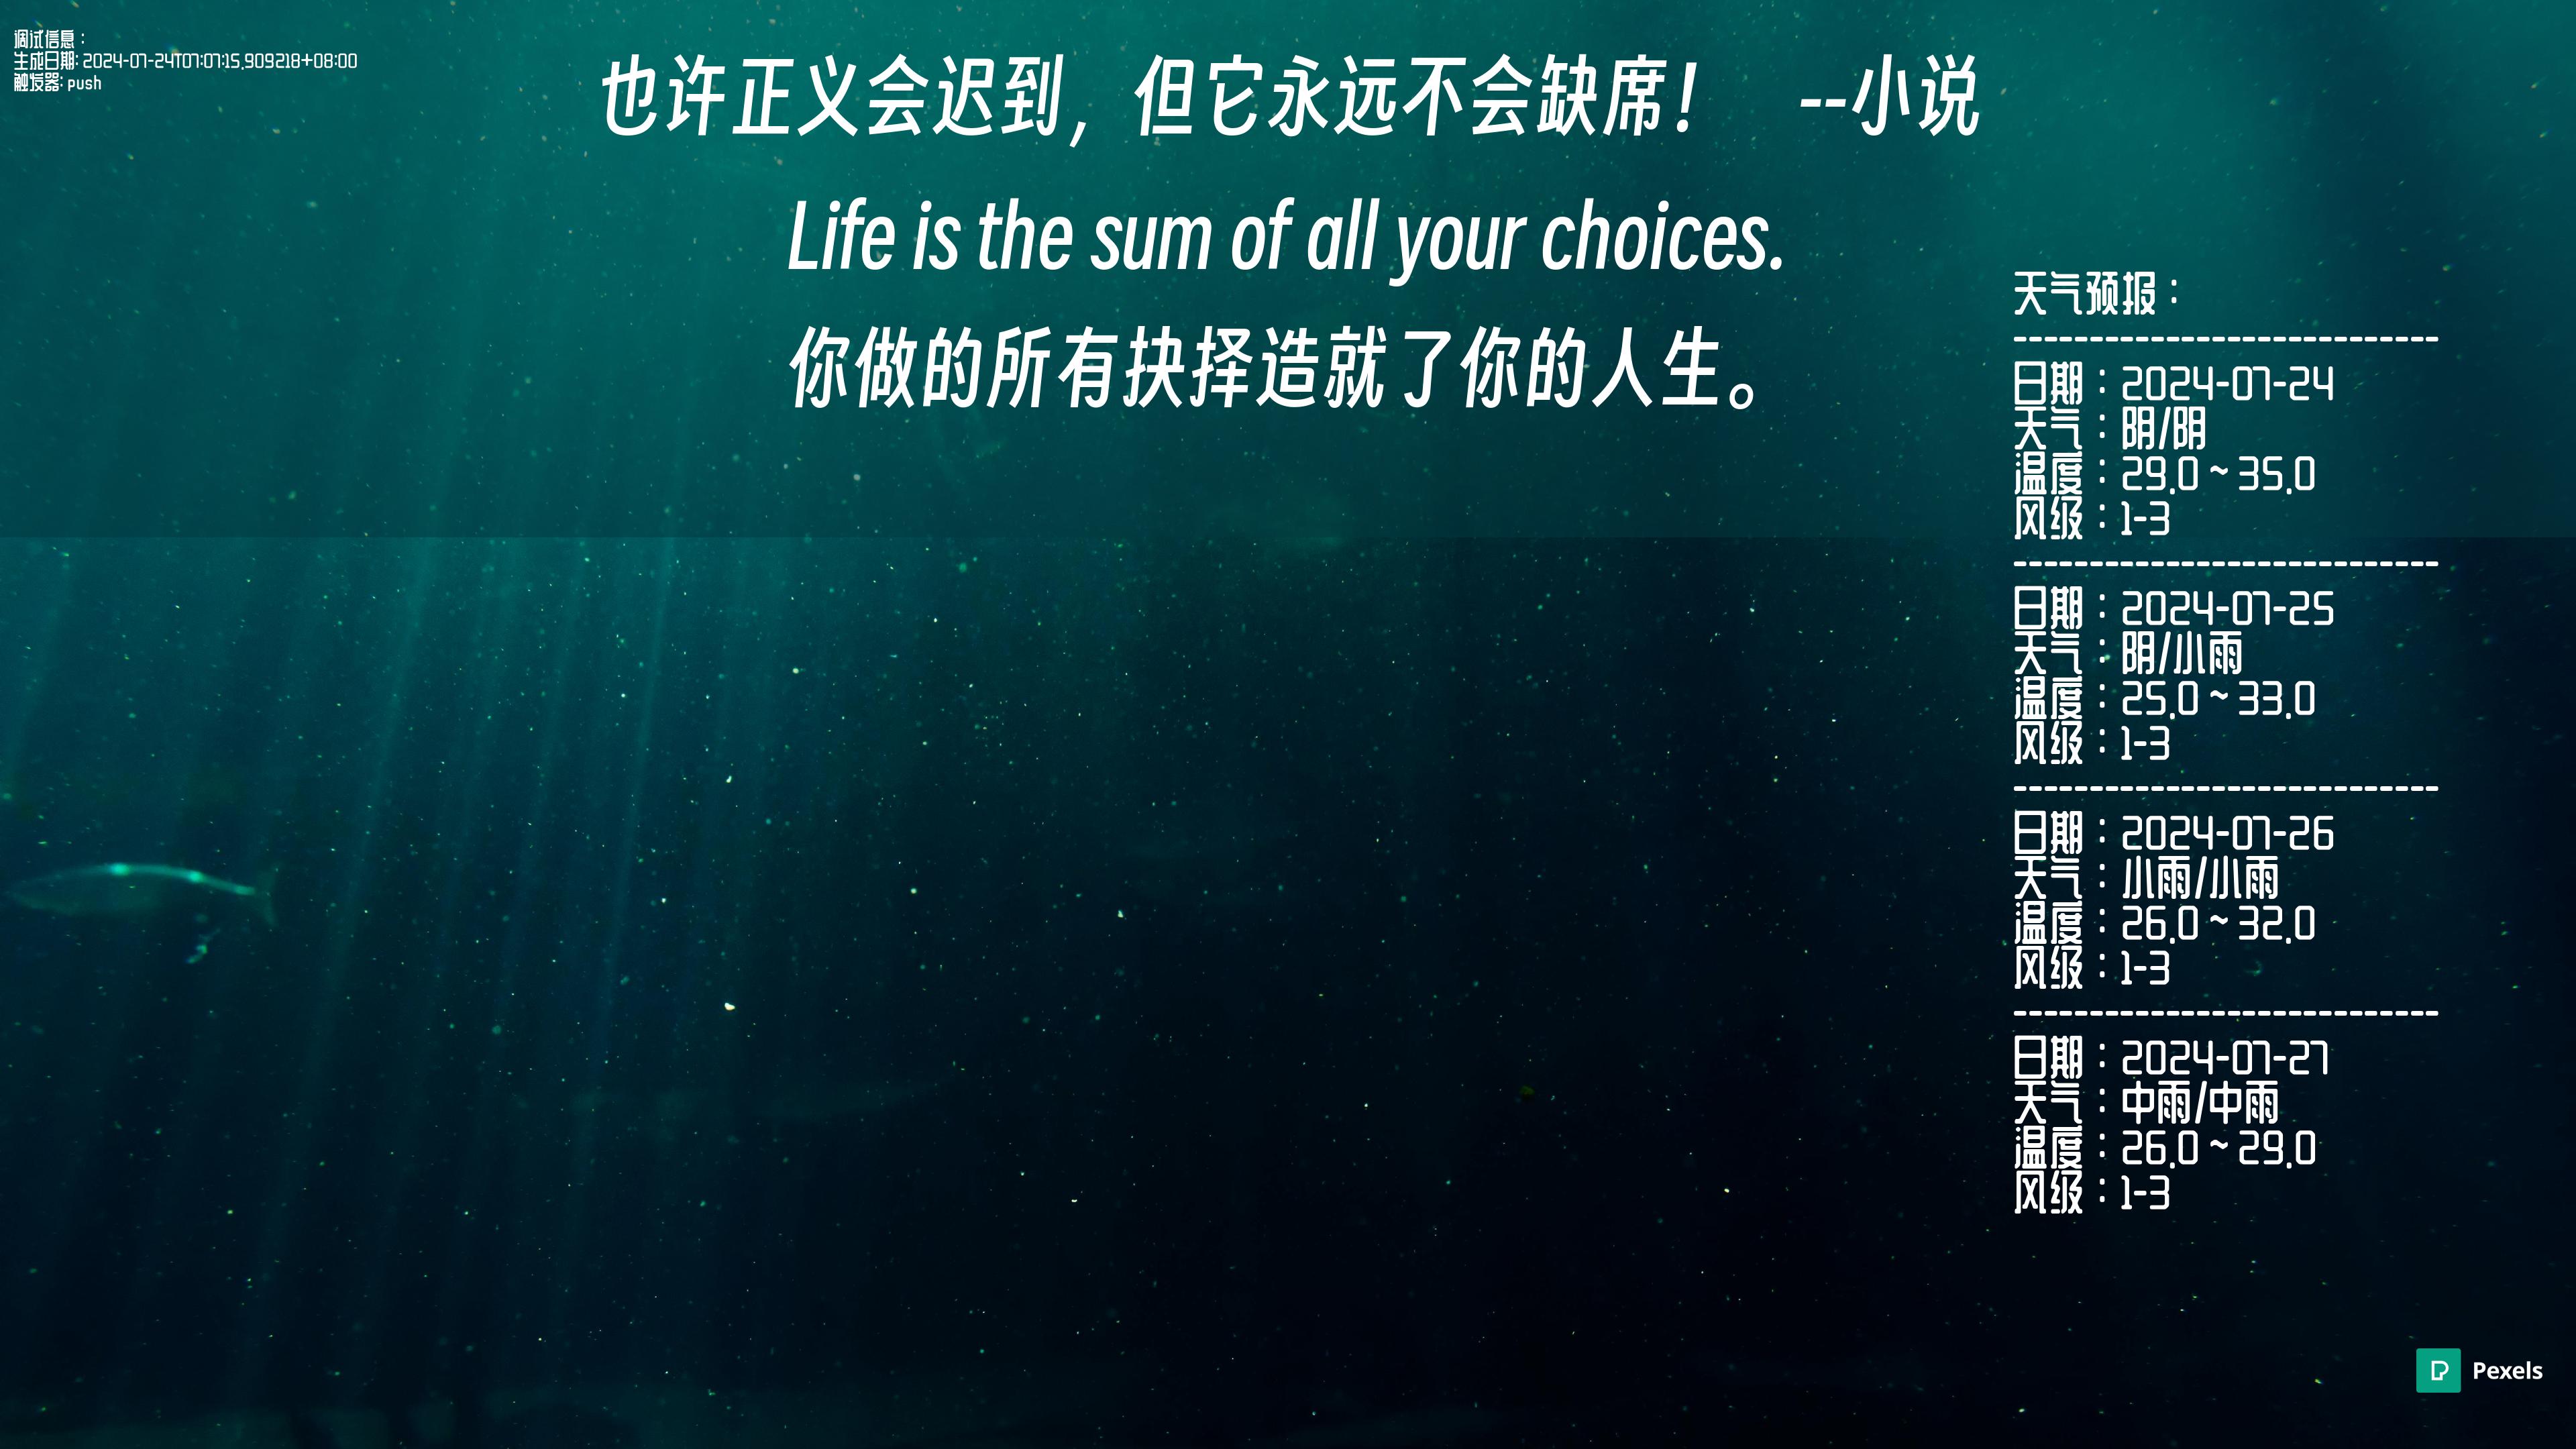 调试信息：
生成日期: 2024-07-24T07:07:15.909218+08:00
触发器: push
也许正义会迟到，但它永远不会缺席！ --小说
Life is the sum of all your choices.
你做的所有抉择造就了你的人生。
天气预报：
----------------------------
日期：2024-07-24
天气：阴/阴
温度：29.0 ~ 35.0
风级：1-3
----------------------------
日期：2024-07-25
天气：阴/小雨
温度：25.0 ~ 33.0
风级：1-3
----------------------------
日期：2024-07-26
天气：小雨/小雨
温度：26.0 ~ 32.0
风级：1-3
----------------------------
日期：2024-07-27
天气：中雨/中雨
温度：26.0 ~ 29.0
风级：1-3
Pexels